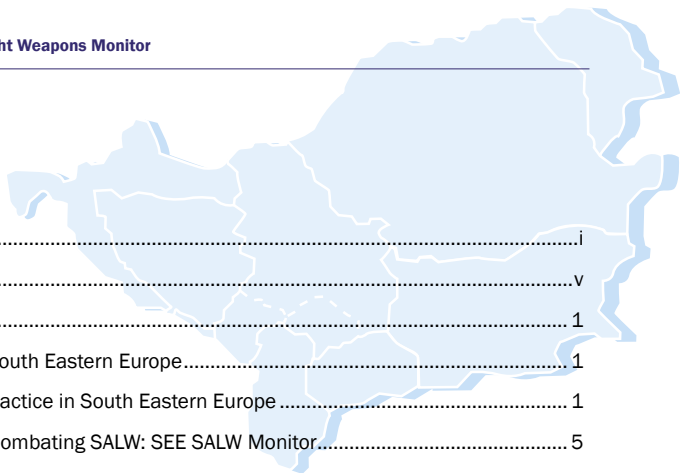 ht Weapons Monitor
....i
....v
.... 1
outh Eastern Europe.... 1
actice in South Eastern Europe.... 1
ombating SALW: SEE SALW Monitor.... 5